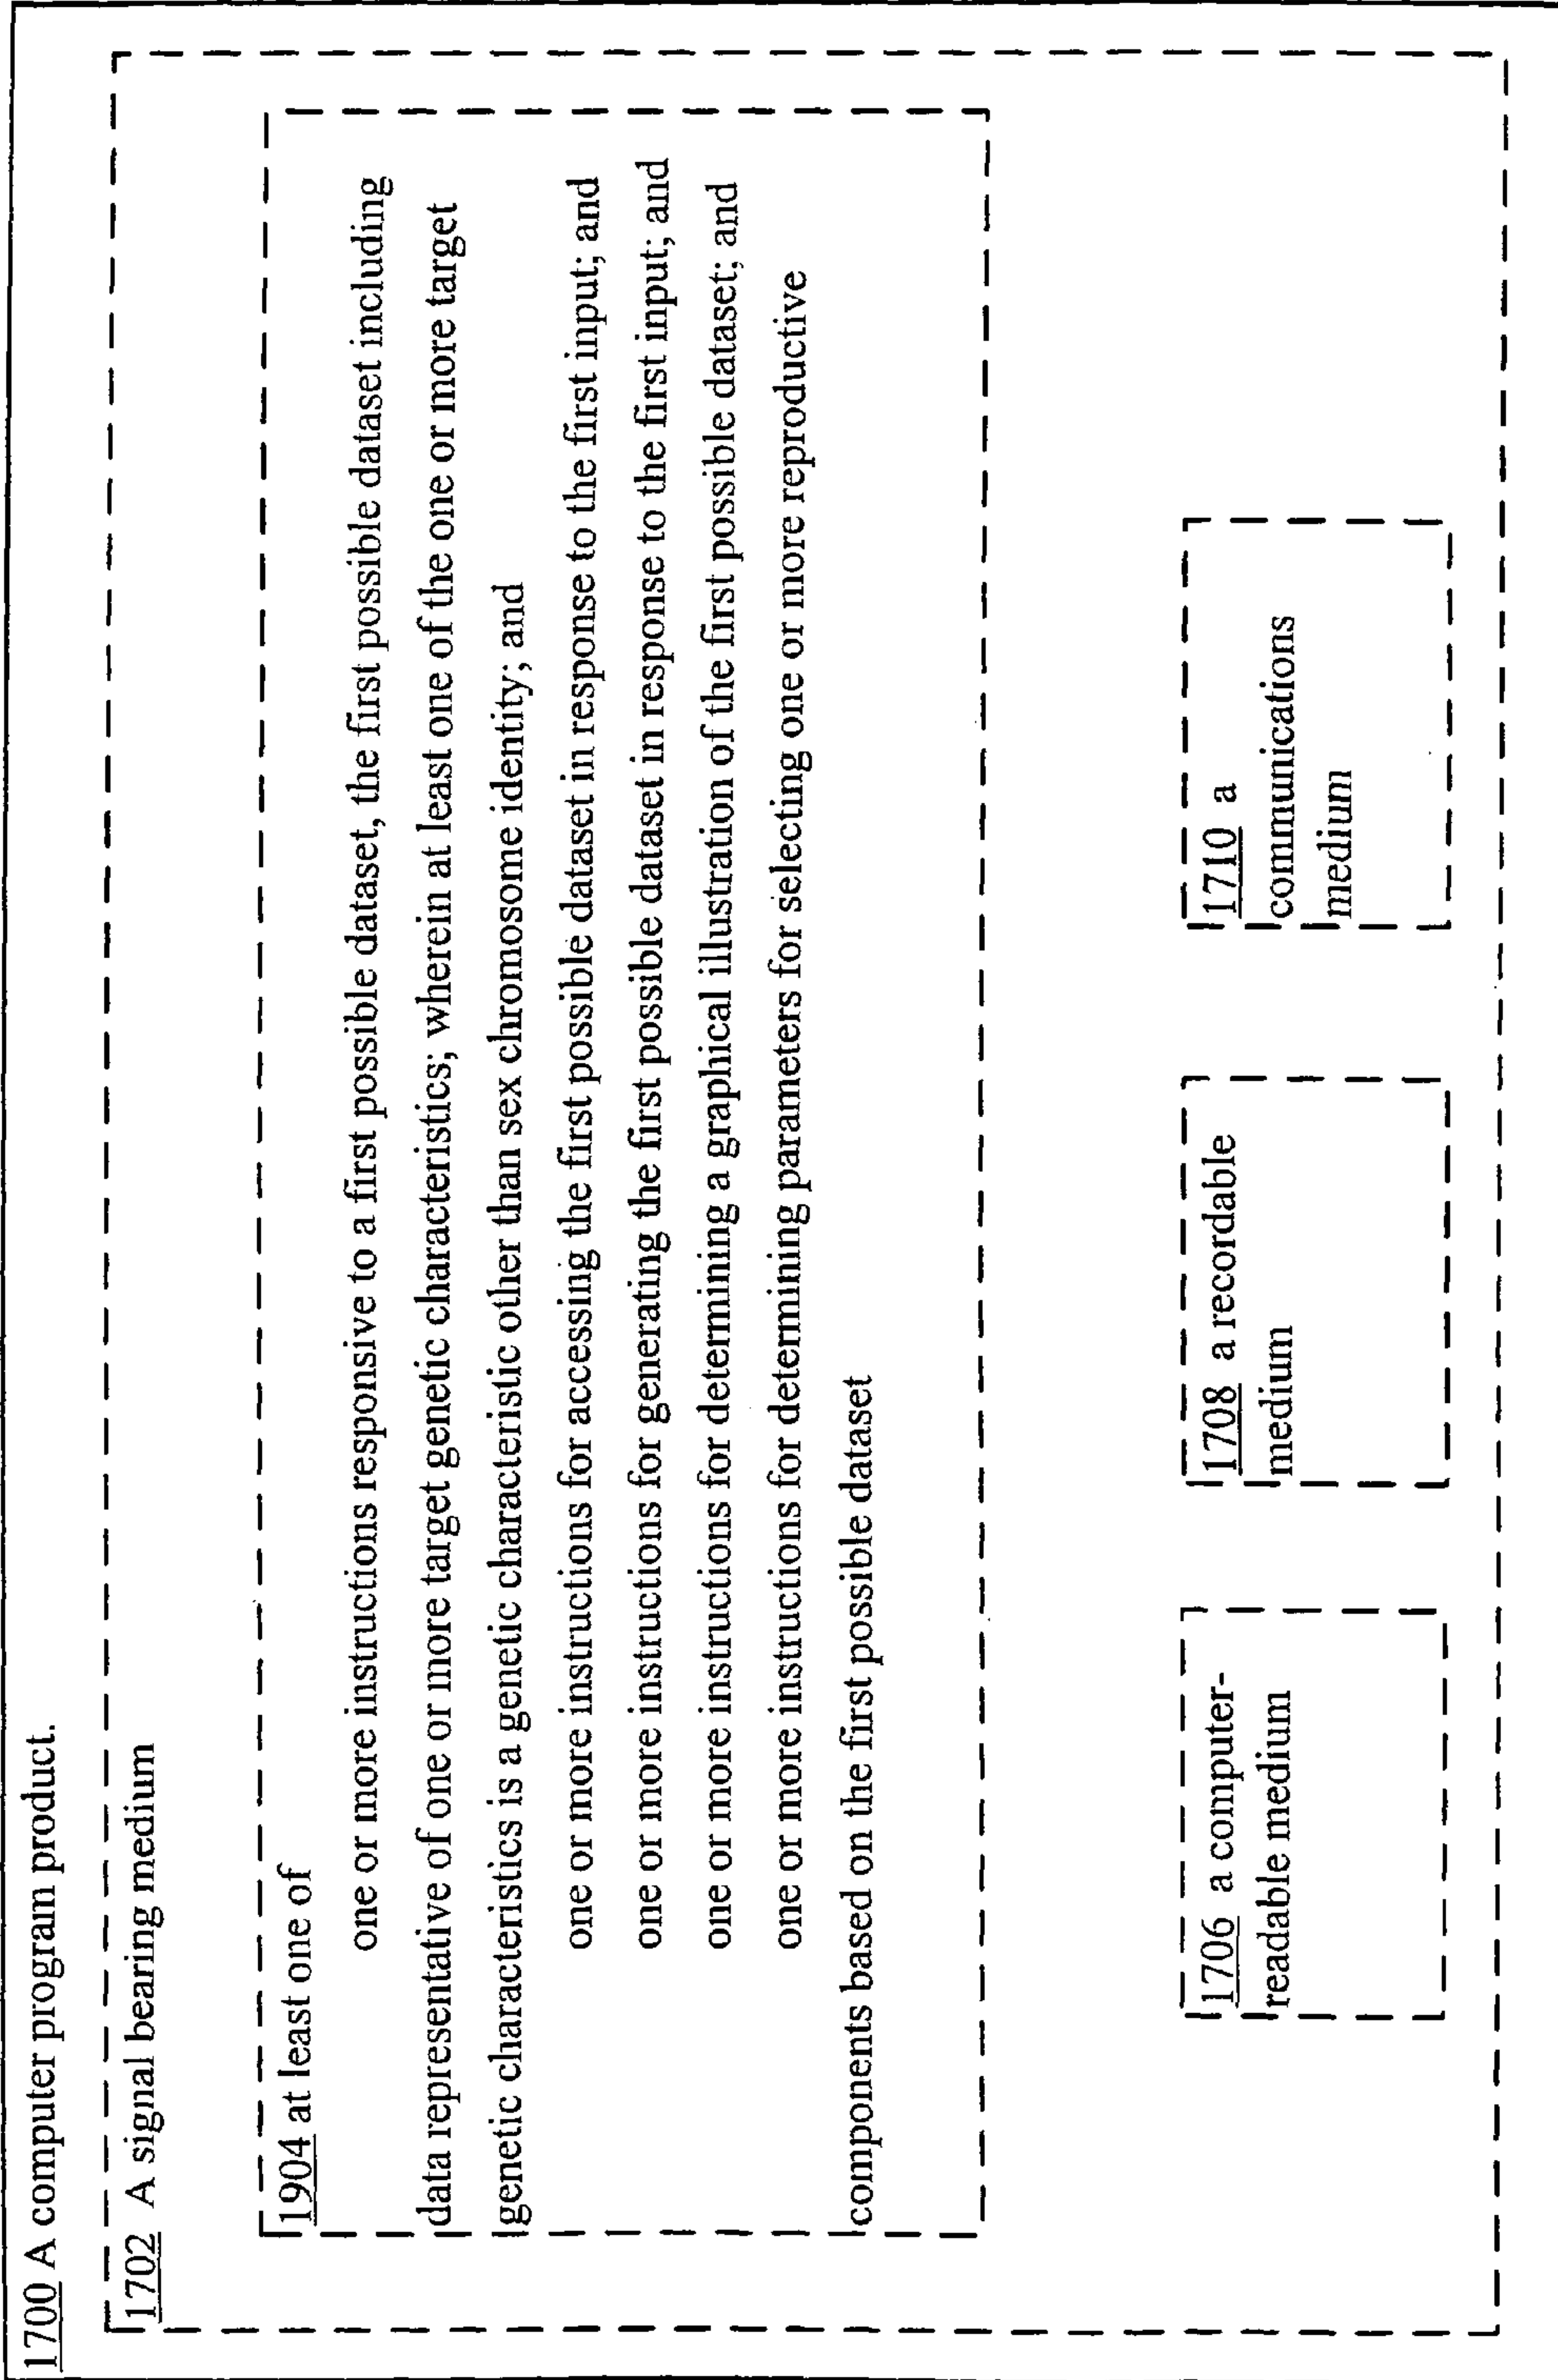 1700 A computer program product.
1702 A signal bearing medium
1904 at least one of
one or more instructions responsive to a first possible dataset, the first possible dataset including
data representative of one or more target genetic characteristics; wherein at least one of the one or more target
genetic characteristics is a genetic characteristic other than sex chromosome identity; and
one or more instructions for accessing the first possible dataset in response to the first input; and
one or more instructions for generating the first possible dataset in response to the first input; and
one or more instructions for determining a graphical illustration of the first possible dataset; and
one or more instructions for determining parameters for selecting one or more reproductive
components based on the first possible dataset
1706 a computer-
readable medium
1708 a recordable
medium
1710 a
communications
medium